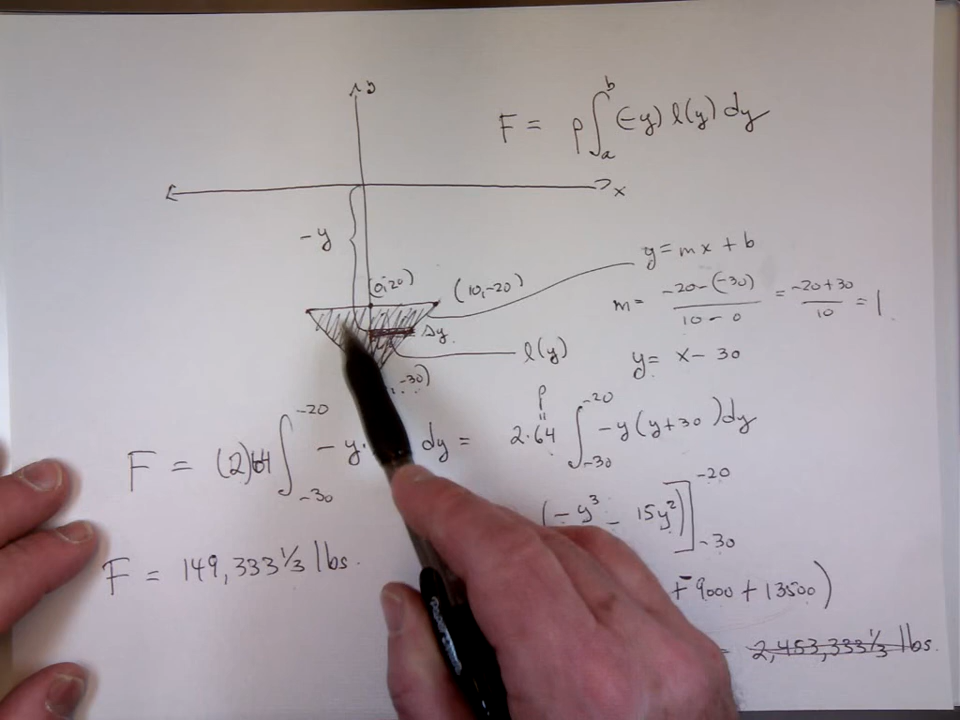 y
F = ρ∫_a^b (-y) l(y) dy
x
-y
y = mx + b
(0,-20)
(10,-20)
m = (-20-(-30))/(10-0) = (-20+30)/10 = 1
Δy
l(y)
y = x - 30
, -30)
F = (2)64 ∫_{-30}^{-20} -y· dy =
ρ
"
2·64 ∫_{-30}^{-20} -y(y+30)dy
(-y³ - 15y²)]_{-30}^{-20}
F = 149,333 1/3 lbs.
+ -9000 + 13500)
= 2,453,333 1/3 lbs.